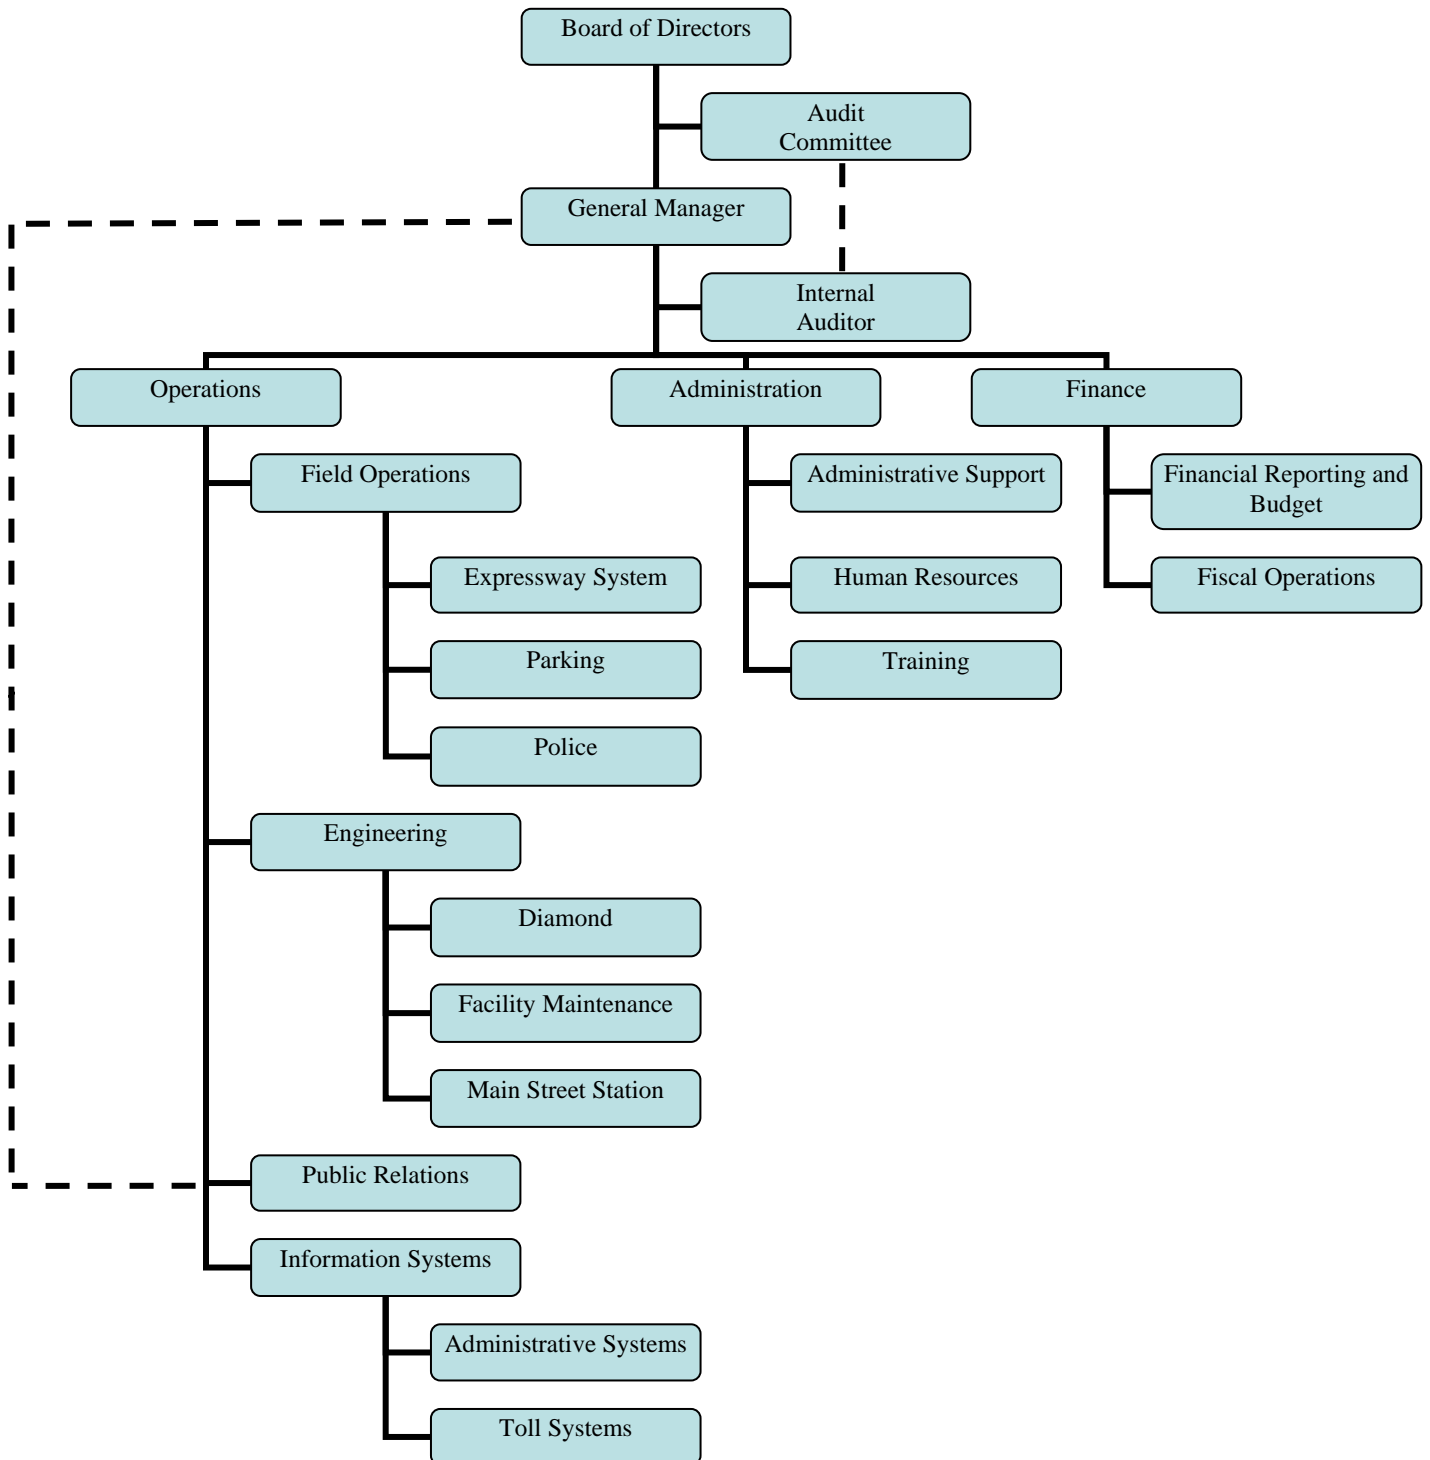 Board of Directors
Audit
Committee
General Manager
Internal
Auditor
Operations
Administration
Finance
Field Operations
Administrative Support
Financial Reporting and
Budget
Expressway System
Human Resources
Fiscal Operations
Parking
Training
Police
Engineering
Diamond
Facility Maintenance
Main Street Station
Public Relations
Information Systems
Administrative Systems
Toll Systems